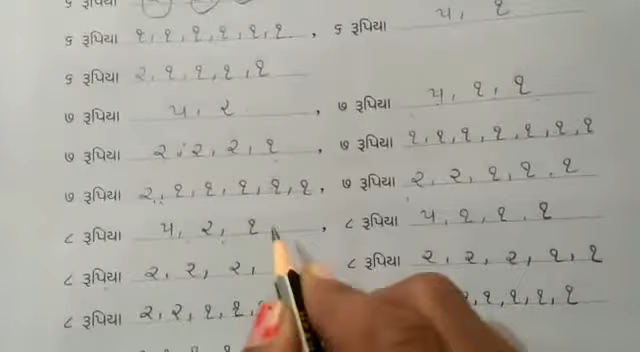 ૬ રૂપિયા ૧, ૧, ૧, ૧, ૧, ૧ , ૬ રૂપિયા ૫, ૧
૬ રૂપિયા ૨, ૧, ૧, ૧, ૧
૭ રૂપિયા ૫, ૨ , ૭ રૂપિયા ૫, ૧, ૧
૭ રૂપિયા ૨, ૨, ૨, ૧ , ૭ રૂપિયા ૧, ૧, ૧, ૧, ૧, ૧, ૧
૭ રૂપિયા ૨, ૧, ૧, ૧, ૧, ૧ , ૭ રૂપિયા ૨, ૨, ૧, ૧, ૧
૮ રૂપિયા ૫, ૨, ૧ , ૮ રૂપિયા ૫, ૧, ૧, ૧
૮ રૂપિયા ૨, ૨, ૨, ૮ રૂપિયા ૨, ૨, ૨, ૧, ૧
૮ રૂપિયા ૨, ૨, ૧, ૧, ૧, ૧, ૧, ૧